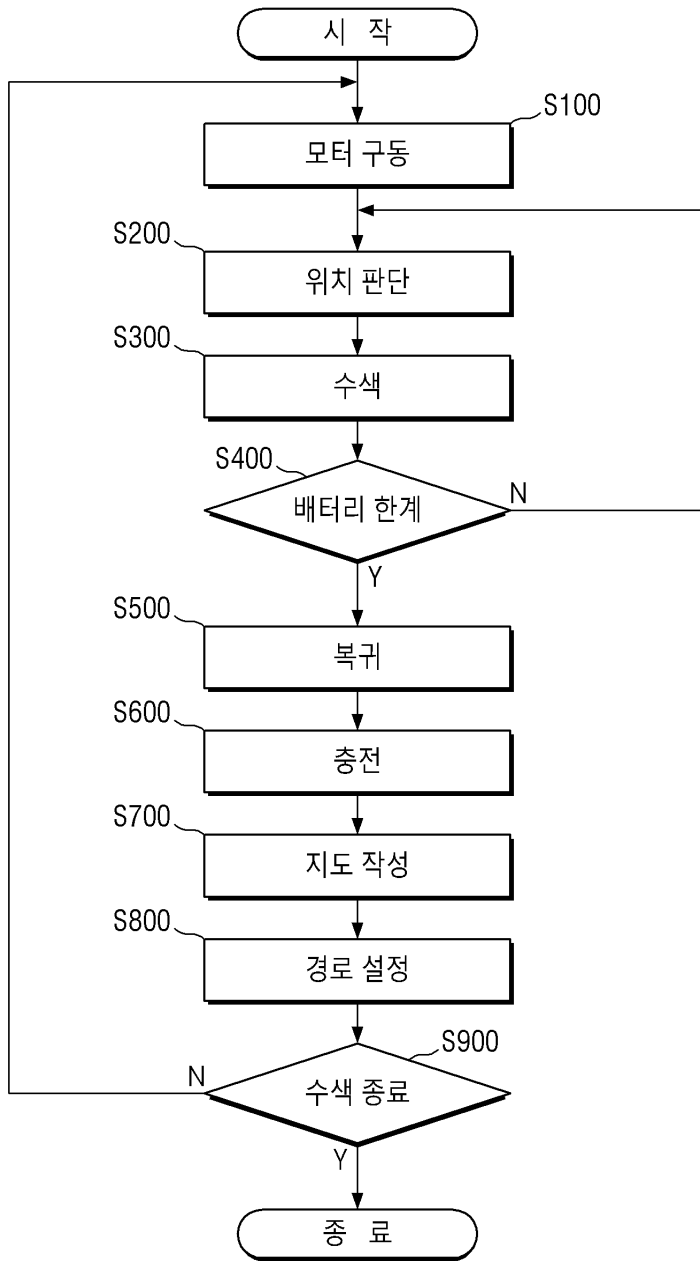 시 작
S100
모터 구동
S200
위치 판단
S300
수색
S400
배터리 한계
N
Y
S500
복귀
S600
충전
S700
지도 작성
S800
경로 설정
S900
수색 종료
N
Y
종 료